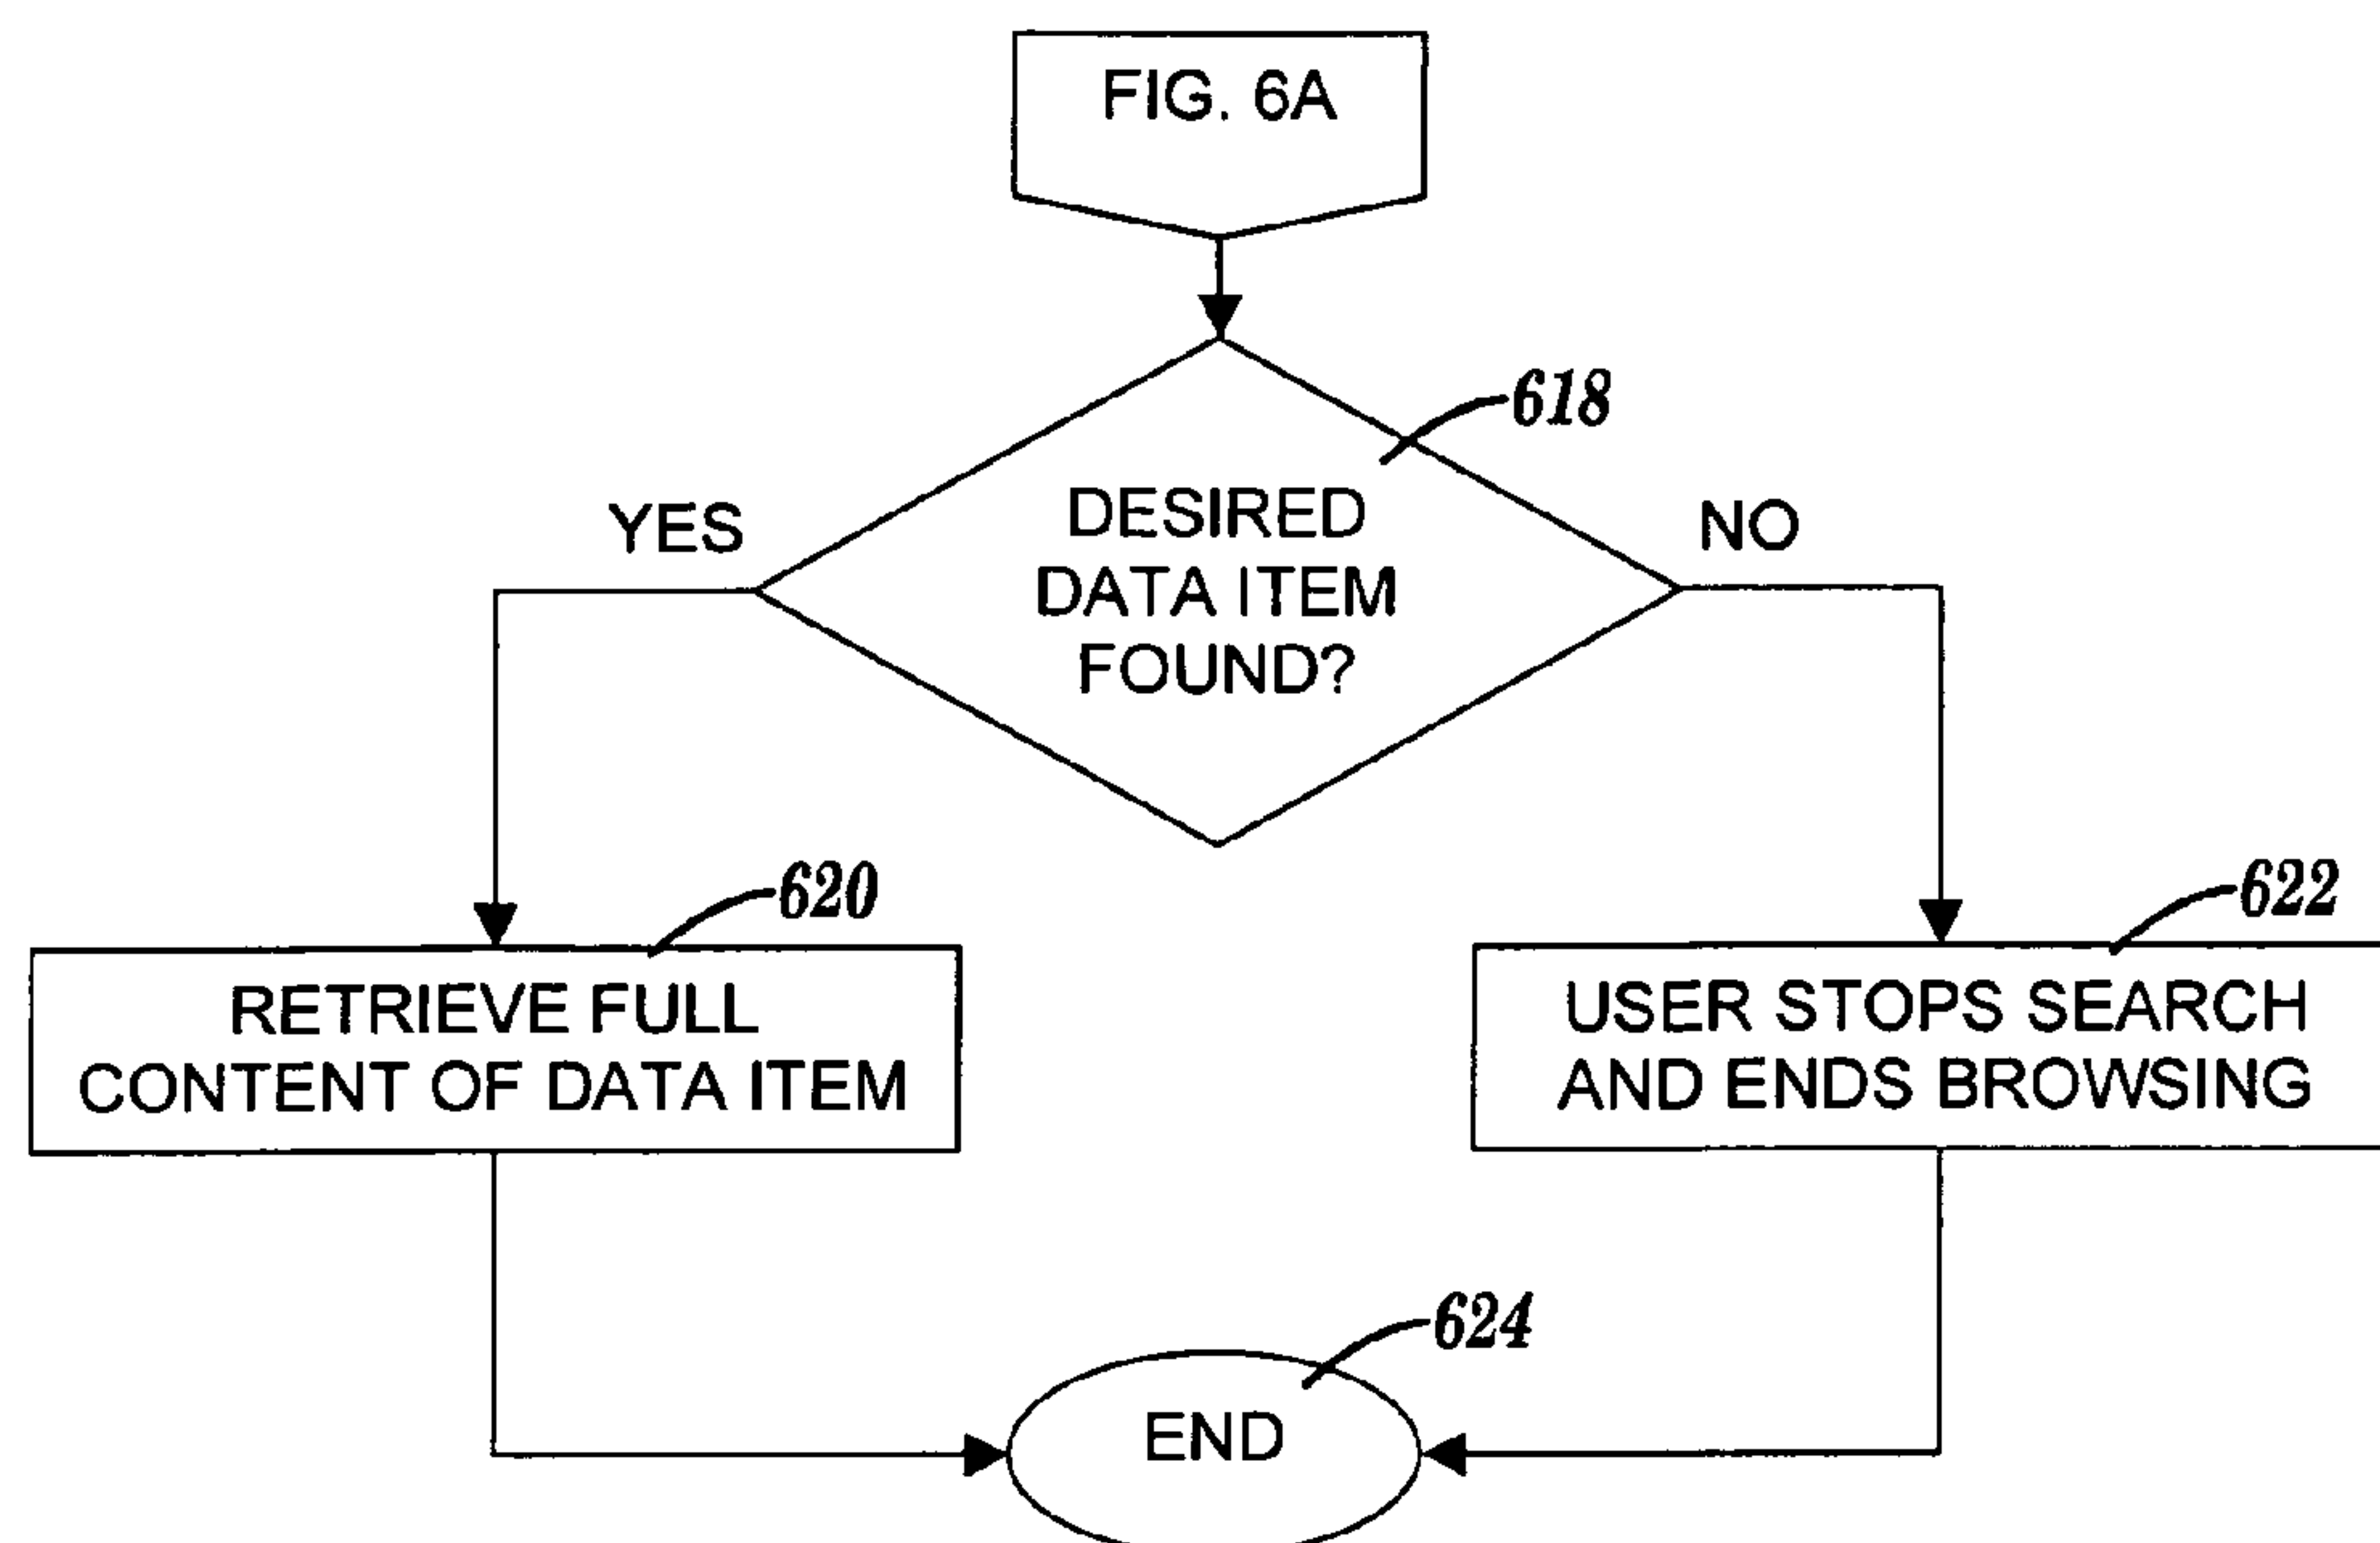 FIG. 6A
618
DESIRED
DATA ITEM
FOUND?
YES
NO
620
RETRIEVE FULL
CONTENT OF DATA ITEM
622
USER STOPS SEARCH
AND ENDS BROWSING
624
END